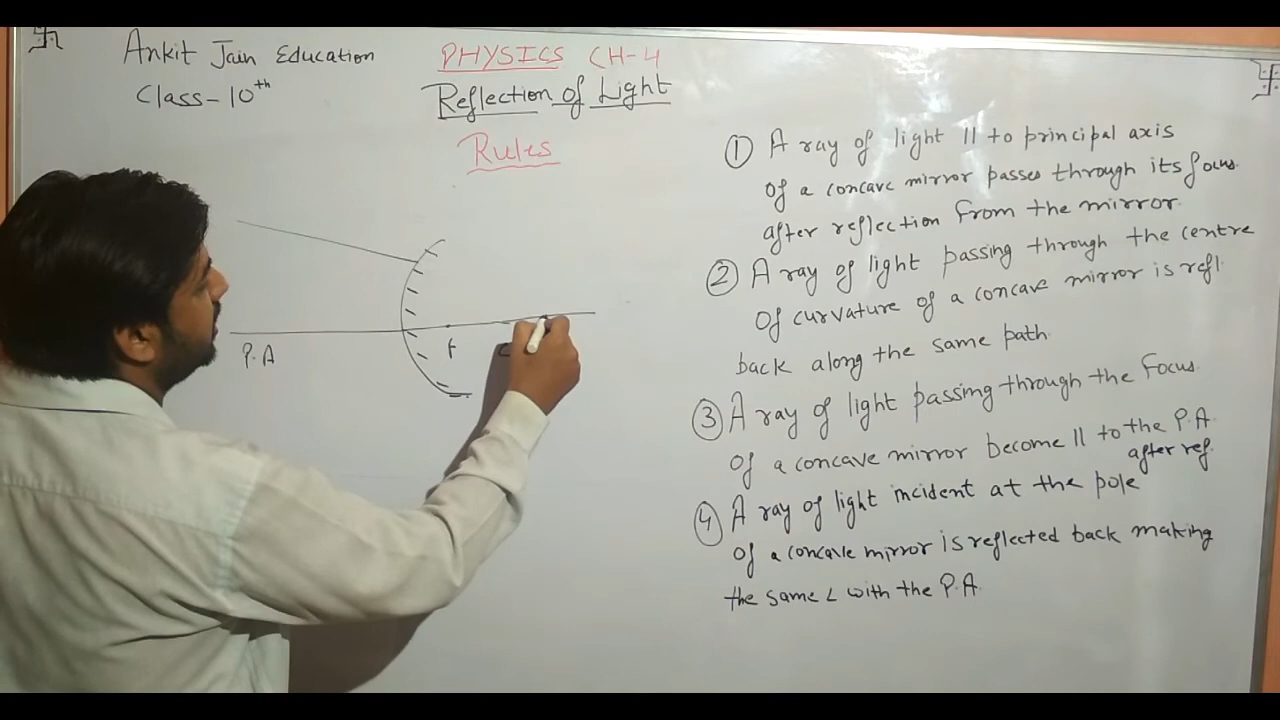 Ankit Jain Education
Class-10th
PHYSICS CH-4
Reflection of Light
Rules
P.A
F
C
① A ray of light || to principal axis
of a concave mirror passes through its focus
after reflection from the mirror.
② A ray of light passing through the centre
of curvature of a concave mirror is refl.
back along the same path.
③ A ray of light passing through the Focus
of a concave mirror become || to the P.A.
after ref.
④ A ray of light incident at the pole
of a concave mirror is reflected back making
the same ∠ with the P.A.